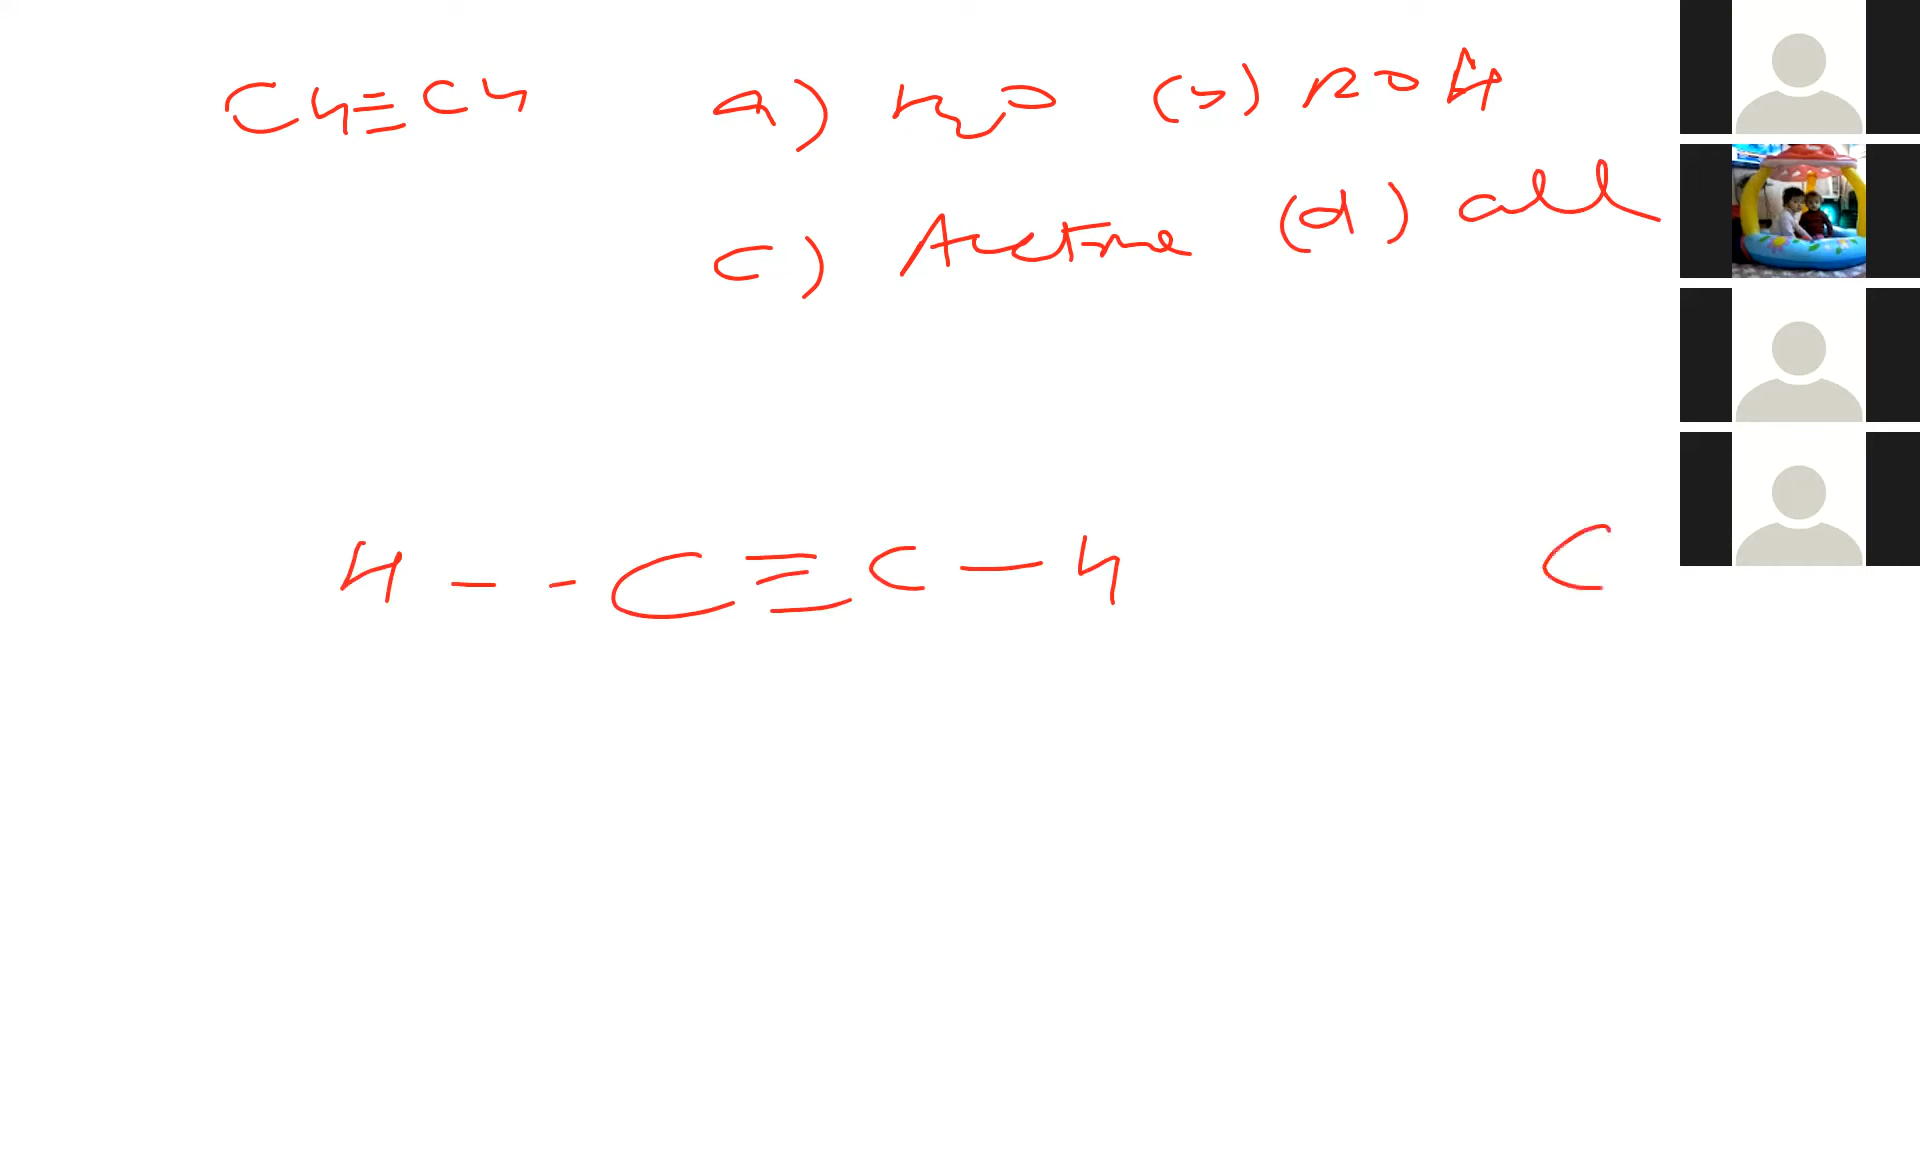 CH≡CH a) H2O (b) ROH
c) Acetone (d) all
H - - C≡C-H C